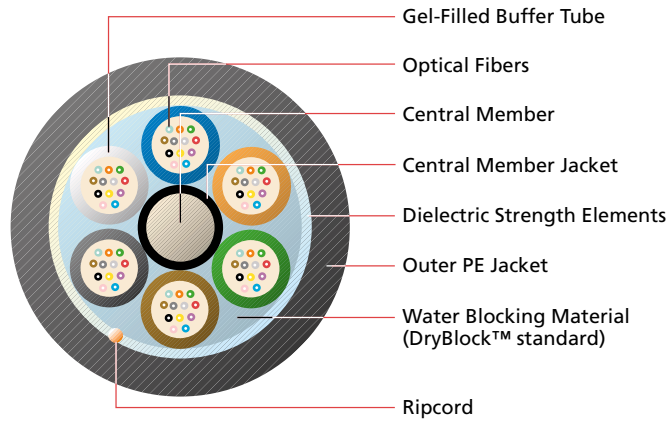 Gel-Filled Buffer Tube
Optical Fibers
Central Member
Central Member Jacket
Dielectric Strength Elements
Outer PE Jacket
Water Blocking Material
(DryBlock™ standard)
Ripcord